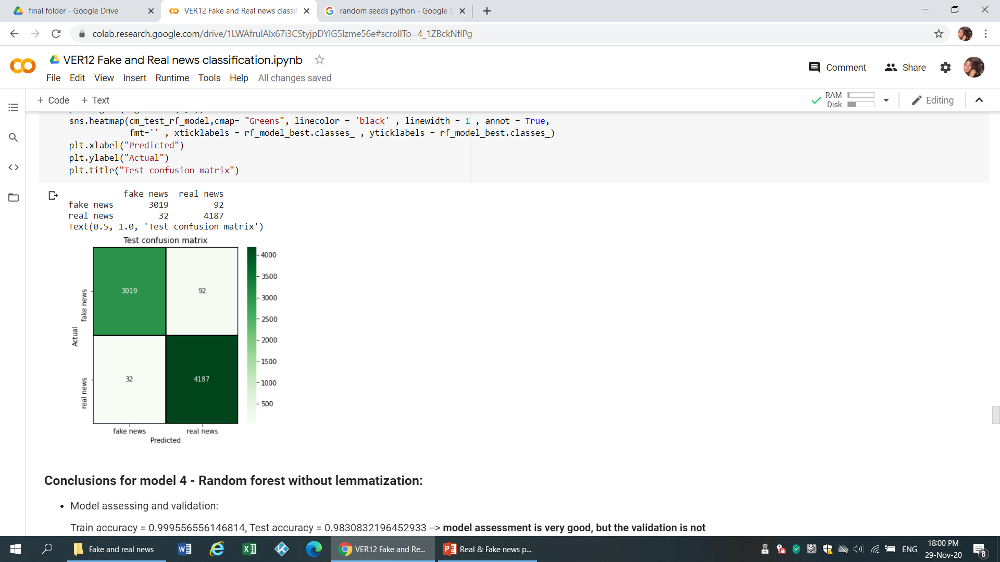 final folder - Google Drive
VER12 Fake and Real news classif
random seeds python - Google S
colab.research.google.com/drive/1LWAfrulAlx67i3CStyjpDYlG5lzme56e#scrollTo=4_1ZBckNflPg
VER12 Fake and Real news classification.ipynb
Comment
Share
File Edit View Insert Runtime Tools Help All changes saved
+ Code + Text
RAM
Disk
Editing
sns.heatmap(cm_test_rf_model,cmap= "Greens", linecolor = 'black' , linewidth = 1 , annot = True,
fmt='' , xticklabels = rf_model_best.classes_ , yticklabels = rf_model_best.classes_)
plt.xlabel("Predicted")
plt.ylabel("Actual")
plt.title("Test confusion matrix")
fake news real news
fake news 3019 92
real news 32 4187
Text(0.5, 1.0, 'Test confusion matrix')
Test confusion matrix
4000
3500
3000
2500
2000
1500
1000
500
3019
92
32
4187
fake news
real news
Actual
fake news
real news
Predicted
Conclusions for model 4 - Random forest without lemmatization:
• Model assessing and validation:
Train accuracy = 0.999556556146814, Test accuracy = 0.9830832196452933 --> model assessment is very good, but the validation is not
Fake and real news
VER12 Fake and Re...
Real & Fake news p...
ENG
18:00 PM
29-Nov-20
8